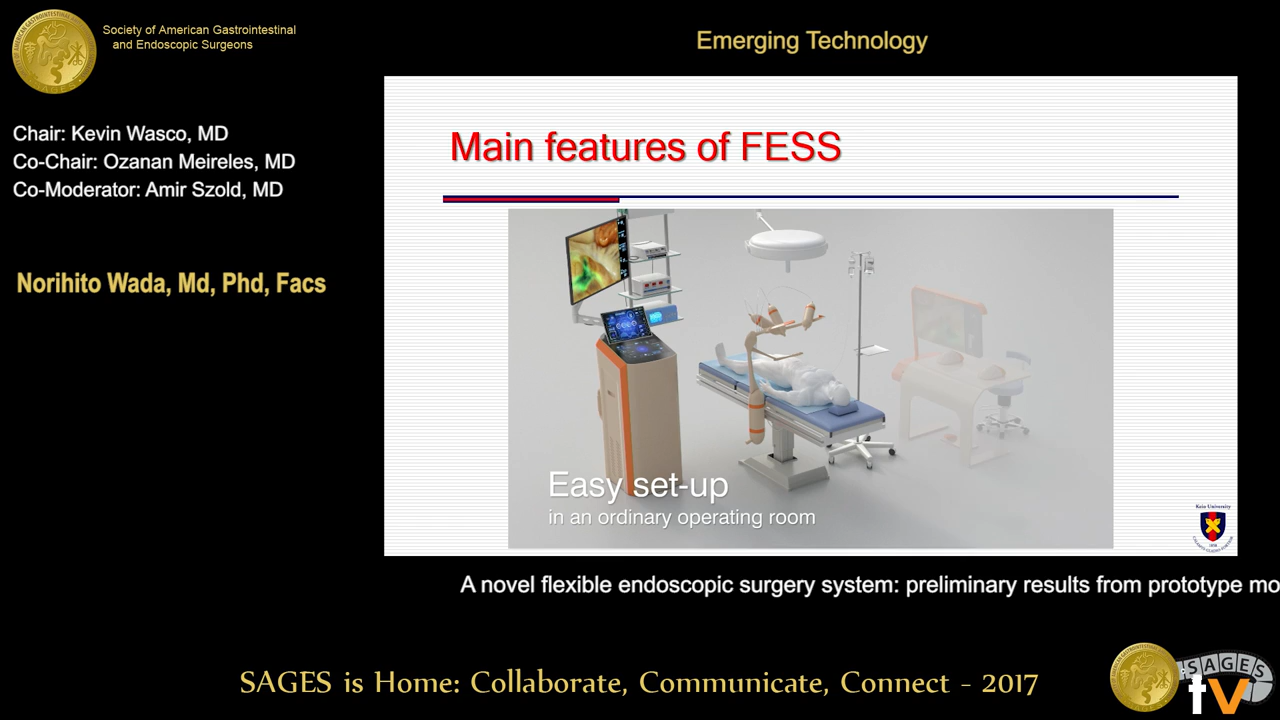 Society of American Gastrointestinal
and Endoscopic Surgeons
Emerging Technology
Chair: Kevin Wasco, MD
Co-Chair: Ozanan Meireles, MD
Co-Moderator: Amir Szold, MD
Norihito Wada, Md, Phd, Facs
Main features of FESS
Easy set-up
in an ordinary operating room
Keio University
A novel flexible endoscopic surgery system: preliminary results from prototype mo
SAGES is Home: Collaborate, Communicate, Connect - 2017
SAGES
tv